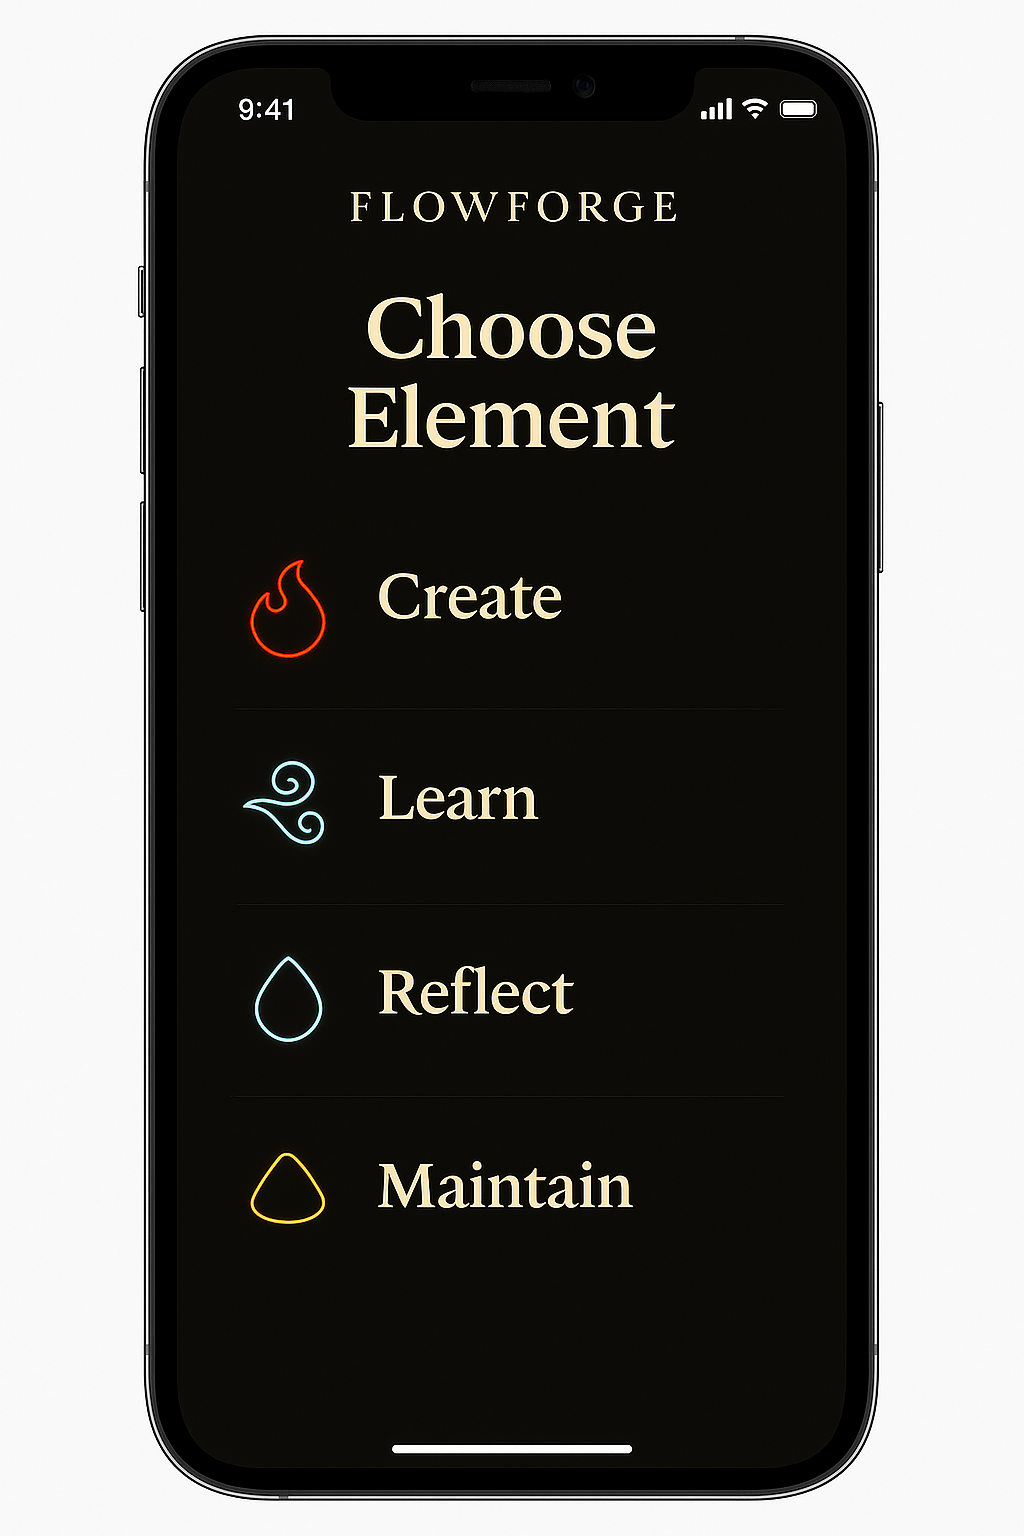 9:41
FLOWFORGE
Choose
Element
Create
Learn
Reflect
Maintain